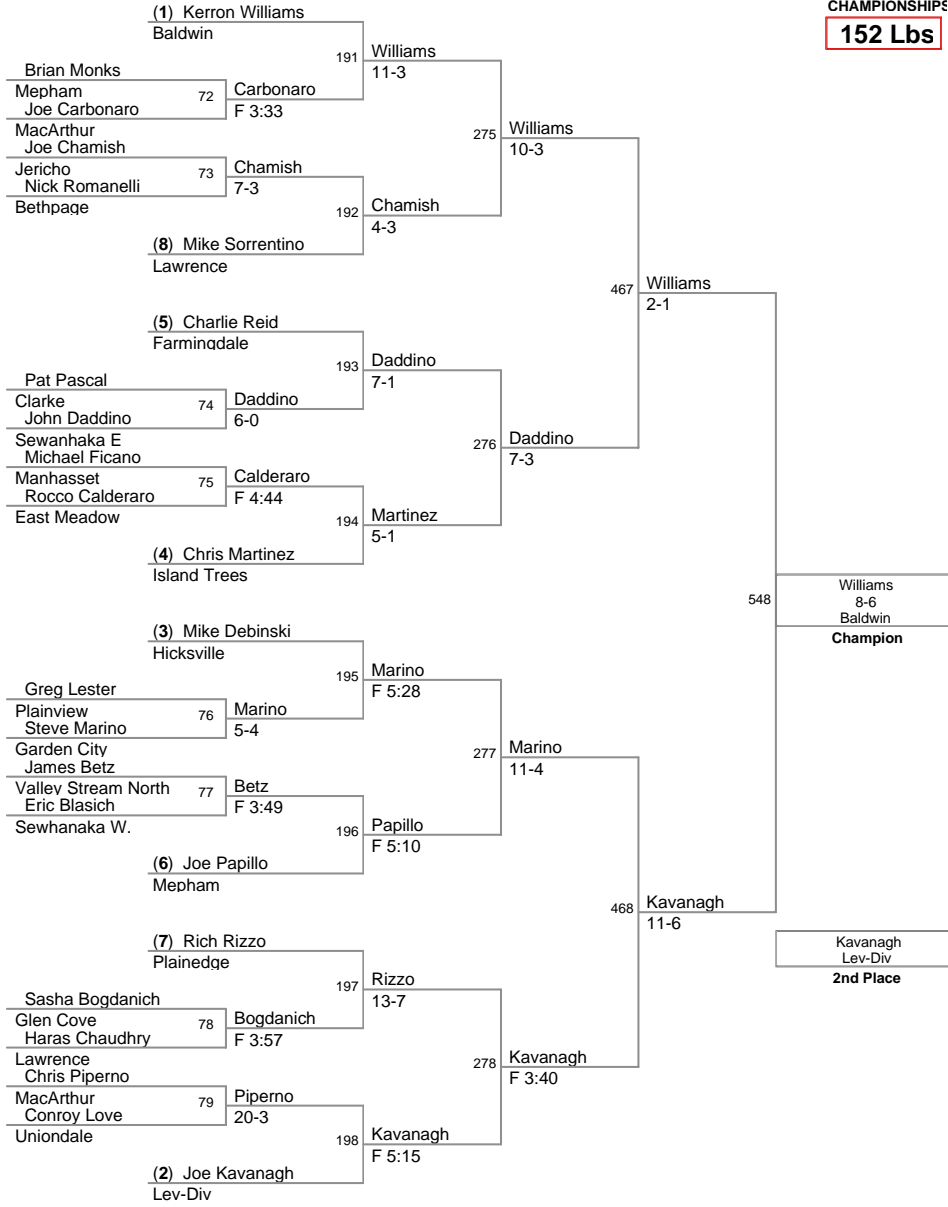 CHAMPIONSHIPS
152 Lbs
(1) Kerron Williams
Baldwin
191 Williams
11-3
Brian Monks
Mepham 72 Carbonaro
Joe Carbonaro F 3:33
MacArthur
275 Williams
10-3
Joe Chamish
Jericho 73 Chamish
Nick Romanelli 7-3
Bethpage
192 Chamish
4-3
(8) Mike Sorrentino
Lawrence
467 Williams
2-1
(5) Charlie Reid
Farmingdale
193 Daddino
7-1
Pat Pascal
Clarke 74 Daddino
John Daddino 6-0
Sewanhaka E
276 Daddino
7-3
Michael Ficano
Manhasset 75 Calderaro
Rocco Calderaro F 4:44
East Meadow
194 Martinez
5-1
(4) Chris Martinez
Island Trees
548 Williams
8-6
Baldwin
Champion
(3) Mike Debinski
Hicksville
195 Marino
F 5:28
Greg Lester
Plainview 76 Marino
Steve Marino 5-4
Garden City
277 Marino
11-4
James Betz
Valley Stream North 77 Betz
Eric Blasich F 3:49
Sewhanaka W.
196 Papillo
F 5:10
(6) Joe Papillo
Mepham
468 Kavanagh
11-6
Kavanagh
Lev-Div
2nd Place
(7) Rich Rizzo
Plainedge
197 Rizzo
13-7
Sasha Bogdanich
Glen Cove 78 Bogdanich
Haras Chaudhry F 3:57
Lawrence
278 Kavanagh
F 3:40
Chris Piperno
MacArthur 79 Piperno
Conroy Love 20-3
Uniondale
198 Kavanagh
F 5:15
(2) Joe Kavanagh
Lev-Div